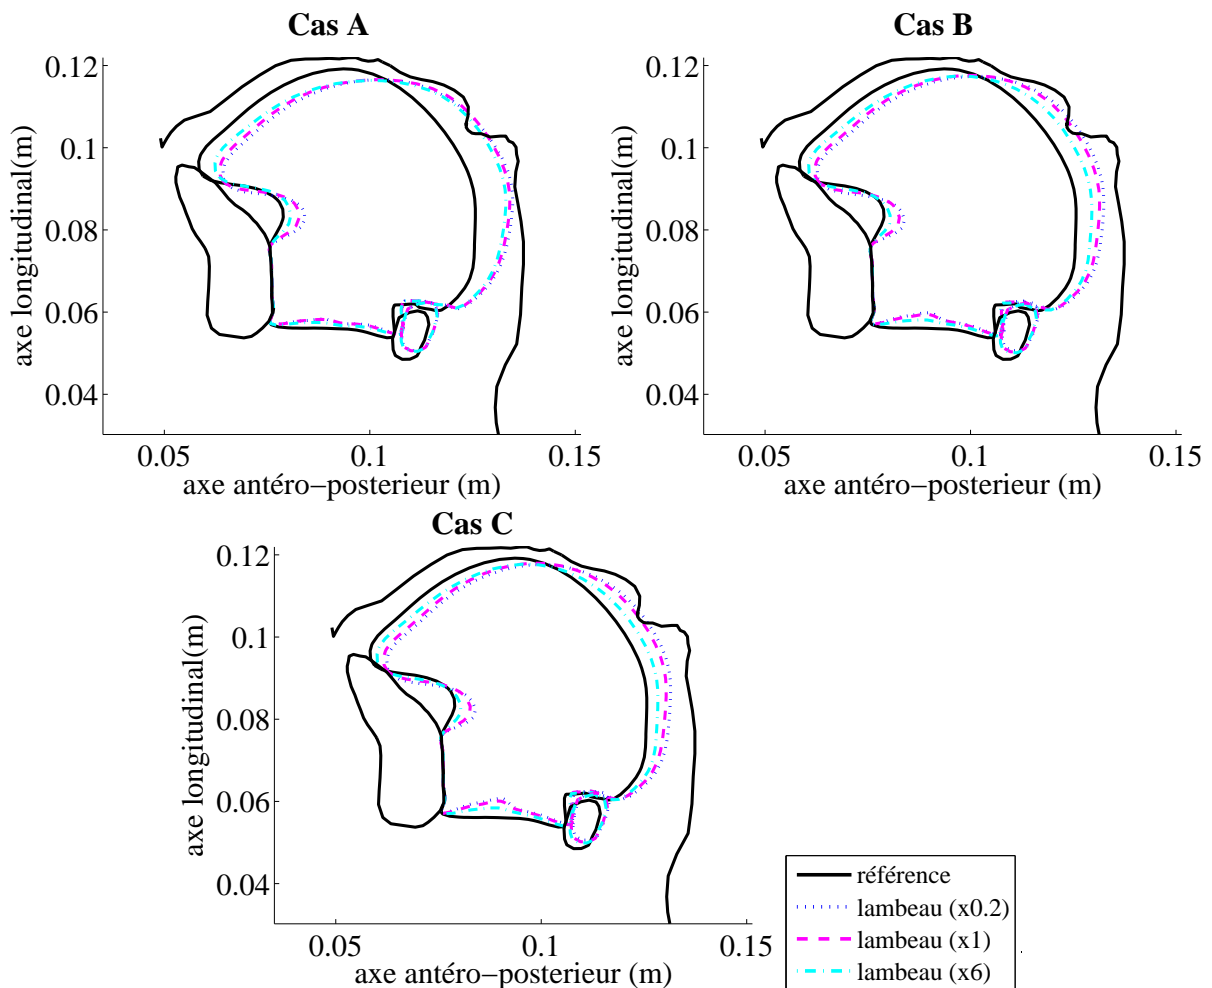 Cas A
0.12
0.1
0.08
0.06
0.04
axe longitudinal(m)
0.05
0.1
0.15
axe antéro−posterieur (m)
Cas B
0.12
0.1
0.08
0.06
0.04
axe longitudinal(m)
0.05
0.1
0.15
axe antéro−posterieur (m)
Cas C
0.12
0.1
0.08
0.06
0.04
axe longitudinal(m)
0.05
0.1
0.15
axe antéro−posterieur (m)
référence
lambeau (x0.2)
lambeau (x1)
lambeau (x6)